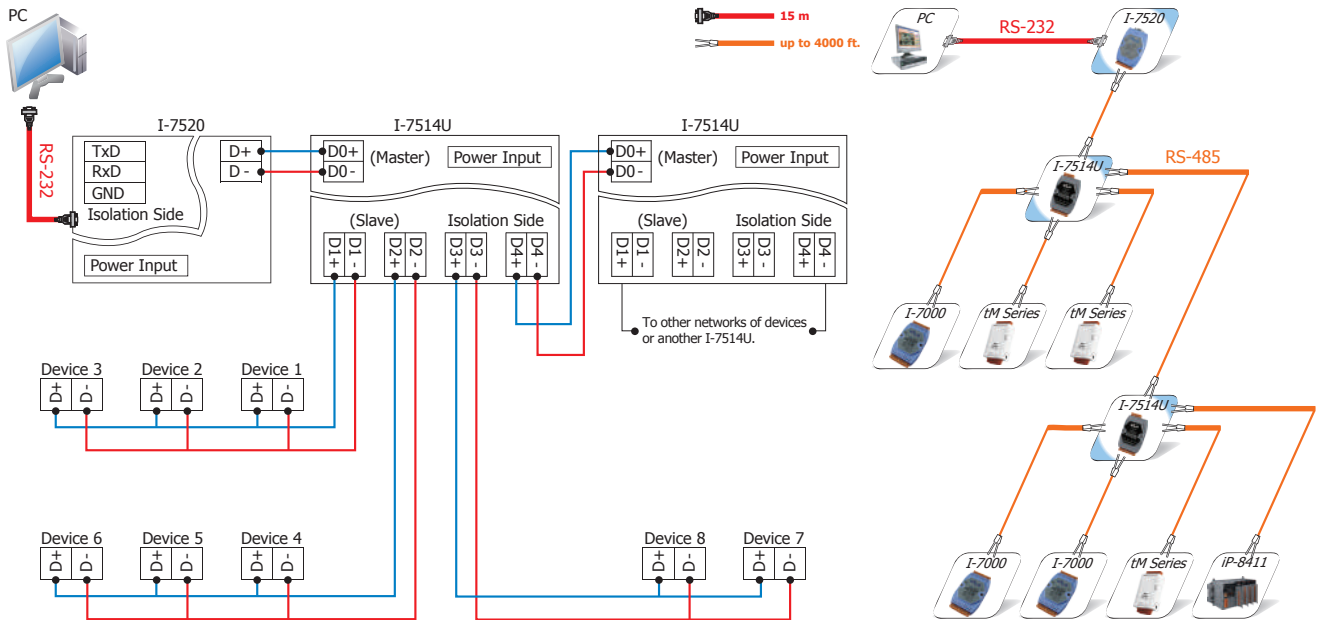 PC
15 m
up to 4000 ft.
RS-232
I-7520
TxD
RxD
GND
Isolation Side
Power Input
D+
D -
I-7514U
D0+
D0 -
(Master)
Power Input
(Slave)
Isolation Side
D1+
D1 -
D2+
D2 -
D3+
D3 -
D4+
D4 -
I-7514U
D0+
D0 -
(Master)
Power Input
(Slave)
Isolation Side
D1+
D1 -
D2+
D2 -
D3+
D3 -
D4+
D4 -
To other networks of devices
or another I-7514U.
Device 3
D+
D-
Device 2
D+
D-
Device 1
D+
D-
Device 6
D+
D-
Device 5
D+
D-
Device 4
D+
D-
Device 8
D+
D-
Device 7
D+
D-
PC
RS-232
I-7520
I-7514U
RS-485
I-7000
tM Series
tM Series
I-7514U
I-7000
I-7000
tM Series
iP-8411